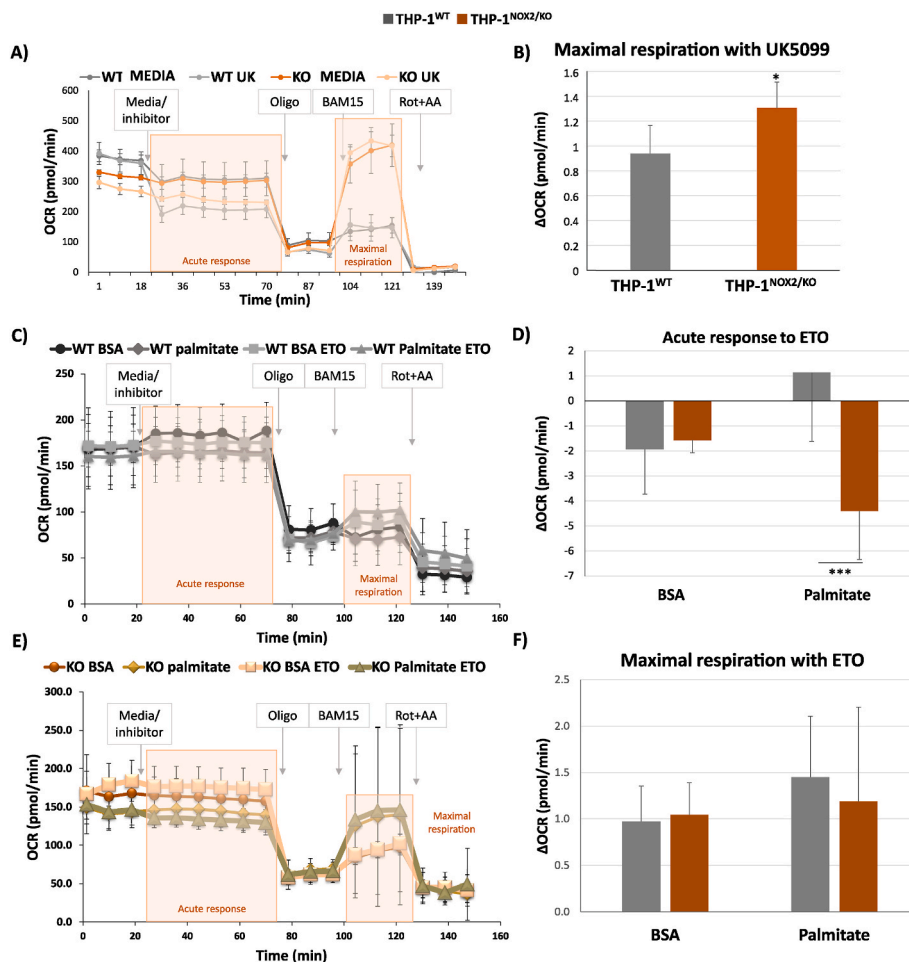 THP-1WT THP-1NOX2/KO
A)
WT MEDIA WT UK KO MEDIA KO UK
600
500
400
300
200
100
0
OCR (pmol/min)
Media/
inhibitor
Oligo
BAM15
Rot+AA
Acute response
Maximal
respiration
1 18 36 53 70 87 104 121 139
Time (min)
B)
Maximal respiration with UK5099
1.6
1.4
1.2
1
0.8
0.6
0.4
0.2
0
ΔOCR (pmol/min)
*
THP-1WT THP-1NOX2/KO
C)
WT BSA WT palmitate WT BSA ETO WT Palmitate ETO
250
200
150
100
50
0
OCR (pmol/min)
Media/
inhibitor
Oligo
BAM15
Rot+AA
Acute response
Maximal
respiration
0 20 40 60 80 100 120 140 160
Time (min)
D)
Acute response to ETO
2
1
0
-1
-2
-3
-4
-5
-6
-7
ΔOCR (pmol/min)
***
BSA Palmitate
E)
KO BSA KO palmitate KO BSA ETO KO Palmitate ETO
300.0
250.0
200.0
150.0
100.0
50.0
0.0
OCR (pmol/min)
Media/
inhibitor
Oligo
BAM15
Rot+AA
Maximal
respiration
Acute response
0 20 40 60 80 100 120 140 160
Time (min)
F)
Maximal respiration with ETO
2.5
2.0
1.5
1.0
0.5
0.0
ΔOCR (pmol/min)
BSA Palmitate